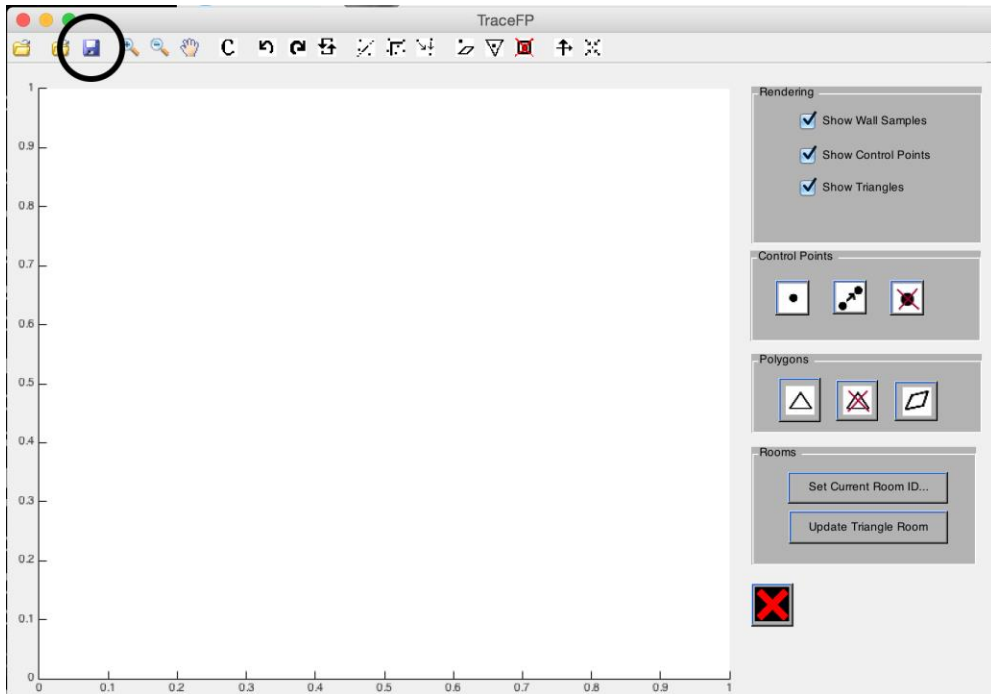 TraceFP
C
1
0.9
0.8
0.7
0.6
0.5
0.4
0.3
0.2
0.1
0
0.1
0.2
0.3
0.4
0.5
0.6
0.7
0.8
0.9
1
Rendering
Show Wall Samples
Show Control Points
Show Triangles
Control Points
Polygons
Rooms
Set Current Room ID...
Update Triangle Room